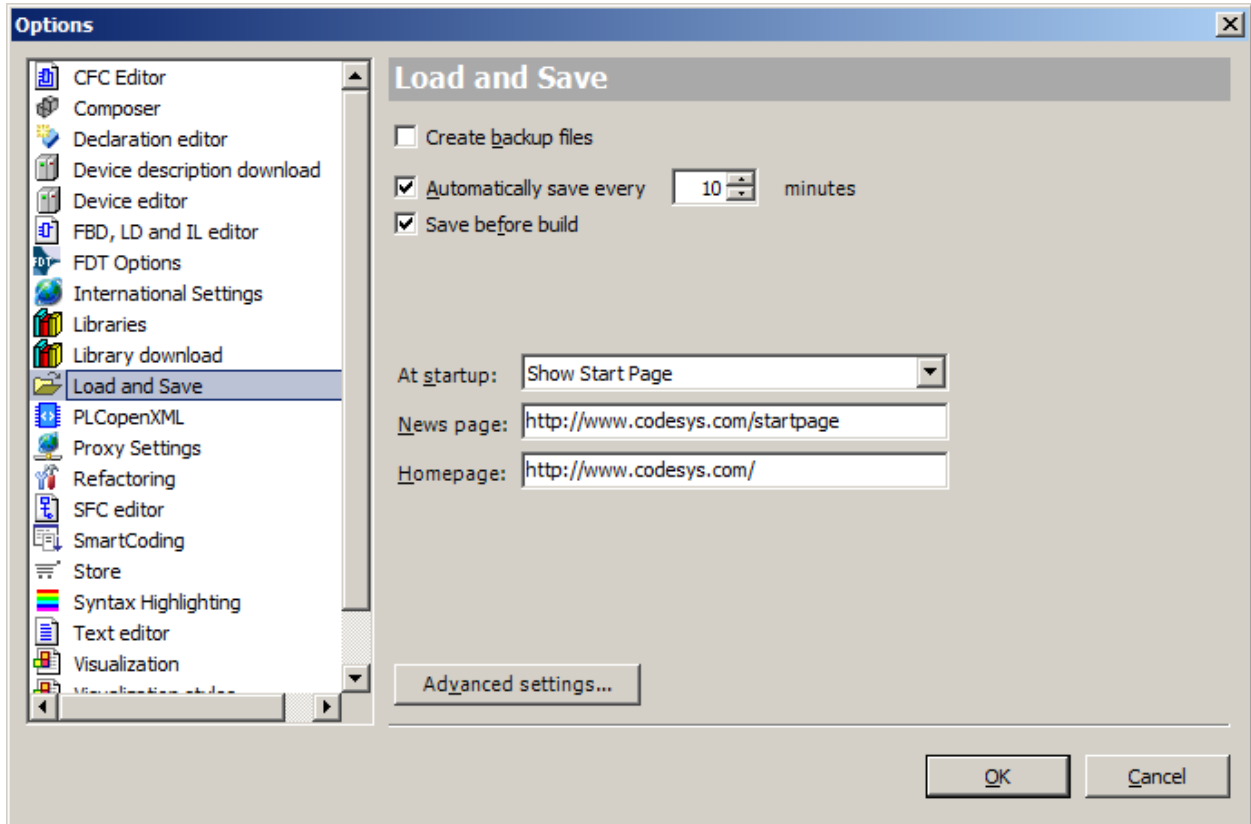 Options
CFC Editor
Composer
Declaration editor
Device description download
Device editor
FBD, LD and IL editor
FDT Options
International Settings
Libraries
Library download
Load and Save
PLCopenXML
Proxy Settings
Refactoring
SFC editor
SmartCoding
Store
Syntax Highlighting
Text editor
Visualization
Visualization styles
Load and Save
Create backup files
Automatically save every 10 minutes
Save before build
At startup: Show Start Page
News page: http://www.codesys.com/startpage
Homepage: http://www.codesys.com/
Advanced settings...
OK Cancel